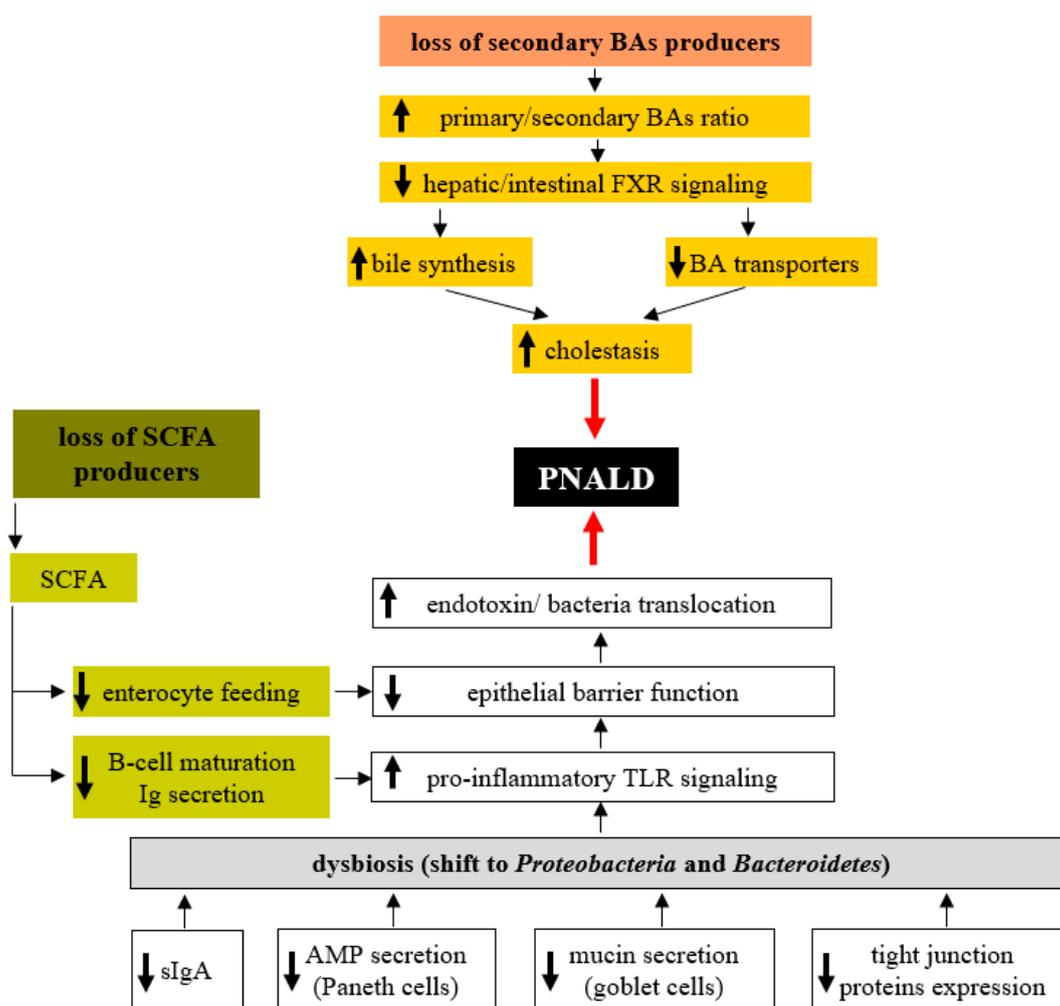 loss of secondary BAs producers
primary/secondary BAs ratio
hepatic/intestinal FXR signaling
bile synthesis
BA transporters
cholestasis
PNALD
loss of SCFA
producers
SCFA
endotoxin/ bacteria translocation
enterocyte feeding
epithelial barrier function
B-cell maturation
Ig secretion
pro-inflammatory TLR signaling
dysbiosis (shift to Proteobacteria and Bacteroidetes)
sIgA
AMP secretion
(Paneth cells)
mucin secretion
(goblet cells)
tight junction
proteins expression